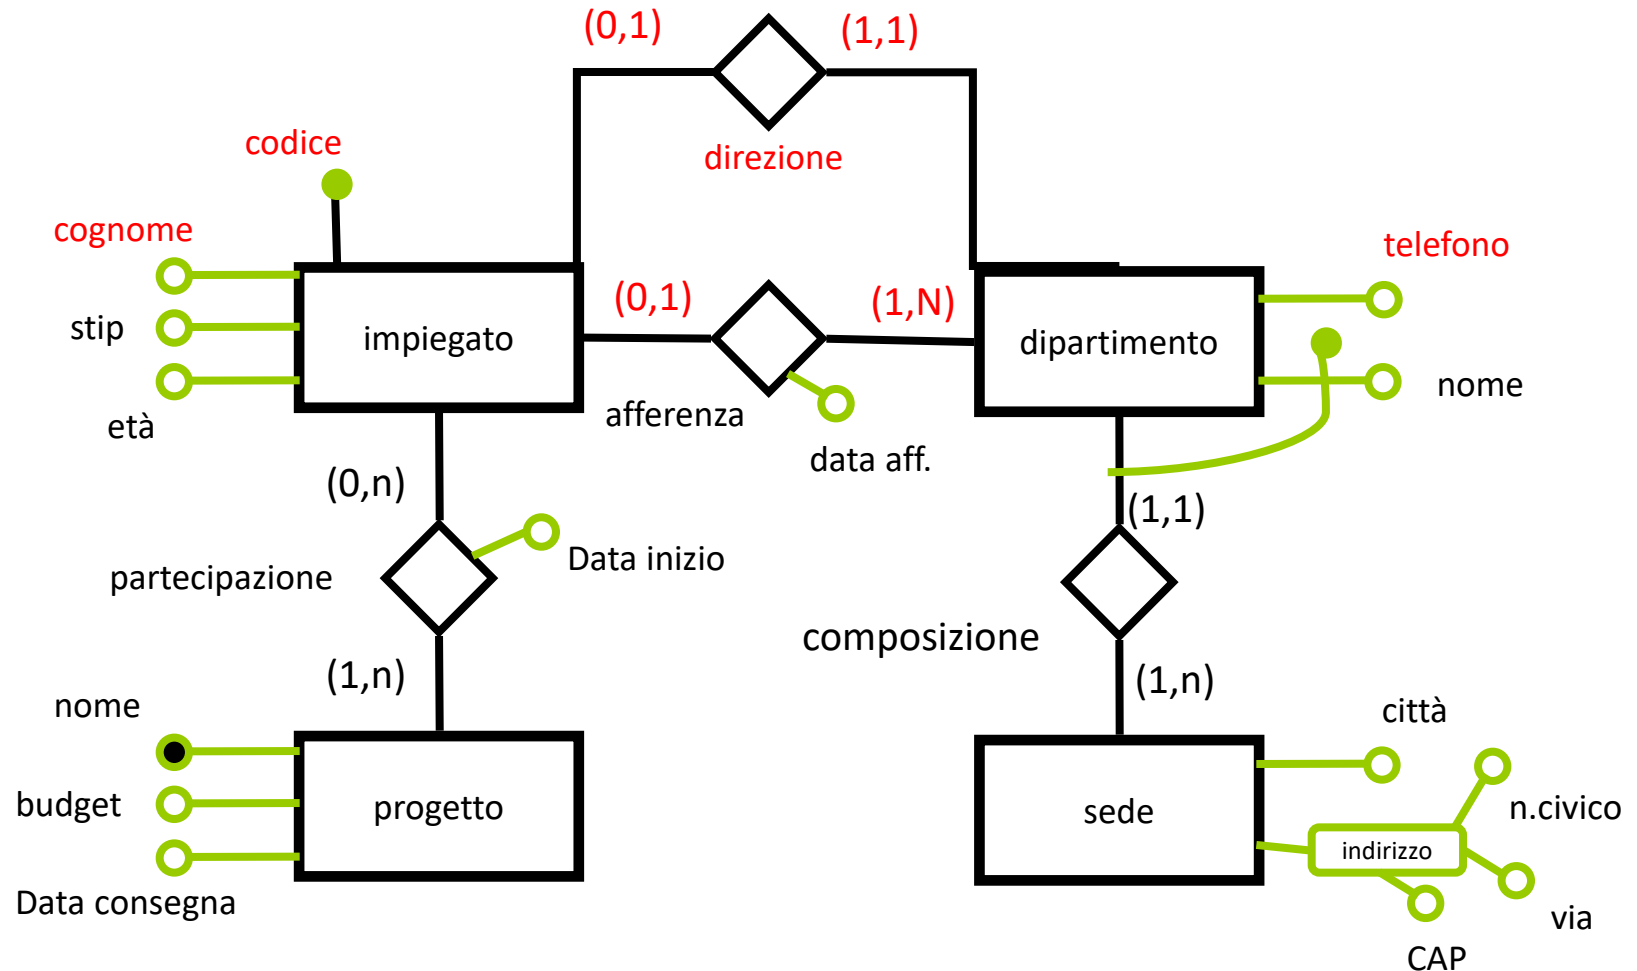 (0,1)
(1,1)
codice
direzione
cognome
telefono
(0,1)
(1,N)
stip
impiegato
dipartimento
nome
età
afferenza
data aff.
(0,n)
(1,1)
Data inizio
partecipazione
composizione
(1,n)
(1,n)
nome
città
budget
progetto
sede
n.civico
indirizzo
Data consegna
via
CAP